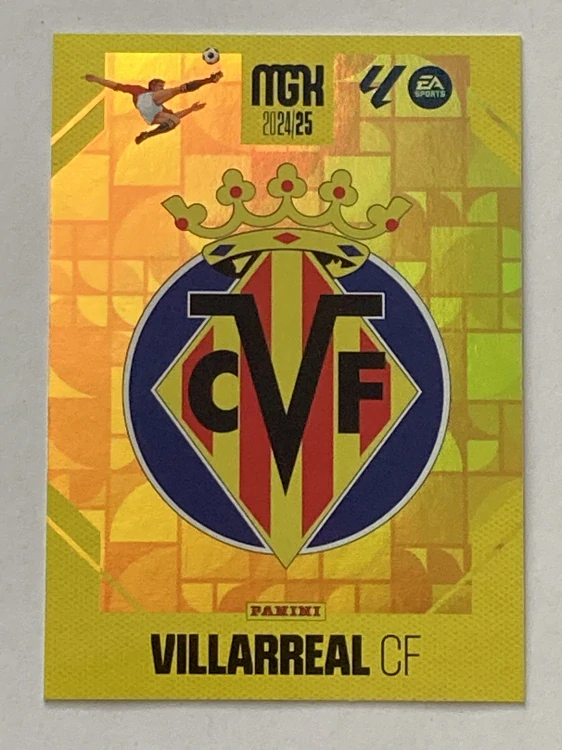 MGK
2024/25
EA
SPORTS
CVF
PANINI
VILLARREAL CF